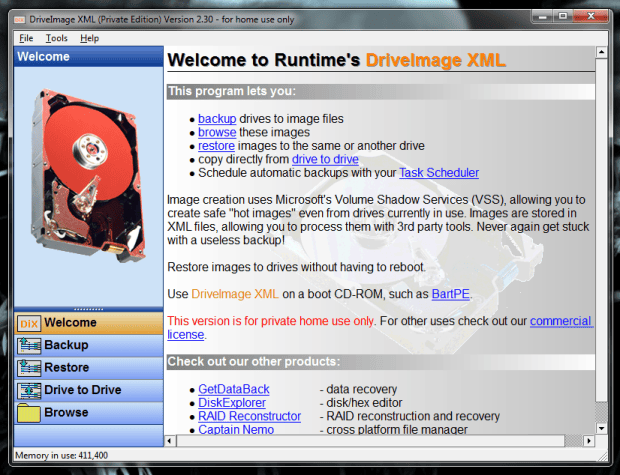 DriveImage XML (Private Edition) Version 2.30 - for home use only
File Tools Help
Welcome
Welcome to Runtime's DriveImage XML
This program lets you:
backup drives to image files
browse these images
restore images to the same or another drive
copy directly from drive to drive
Schedule automatic backups with your Task Scheduler
Image creation uses Microsoft's Volume Shadow Services (VSS), allowing you to
create safe "hot images" even from drives currently in use. Images are stored in
XML files, allowing you to process them with 3rd party tools. Never again get stuck
with a useless backup!
Restore images to drives without having to reboot.
Use DriveImage XML on a boot CD-ROM, such as BartPE.
This version is for private home use only. For other uses check out our commercial
license.
Check out our other products:
GetDataBack - data recovery
DiskExplorer - disk/hex editor
RAID Reconstructor - RAID reconstruction and recovery
Captain Nemo - cross platform file manager
DIX Welcome
Backup
Restore
Drive to Drive
Browse
Memory in use: 411,400